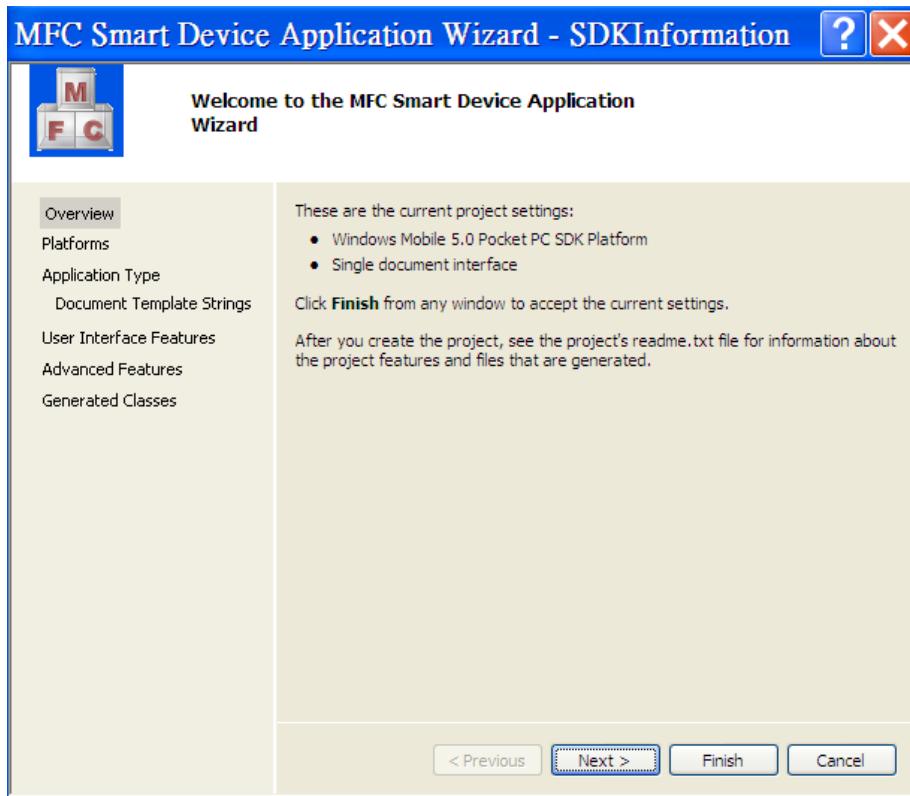 MFC Smart Device Application Wizard - SDKInformation ? X
M
F C
Welcome to the MFC Smart Device Application
Wizard
Overview
Platforms
Application Type
Document Template Strings
User Interface Features
Advanced Features
Generated Classes
These are the current project settings:
• Windows Mobile 5.0 Pocket PC SDK Platform
• Single document interface
Click Finish from any window to accept the current settings.
After you create the project, see the project's readme.txt file for information about
the project features and files that are generated.
< Previous Next > Finish Cancel